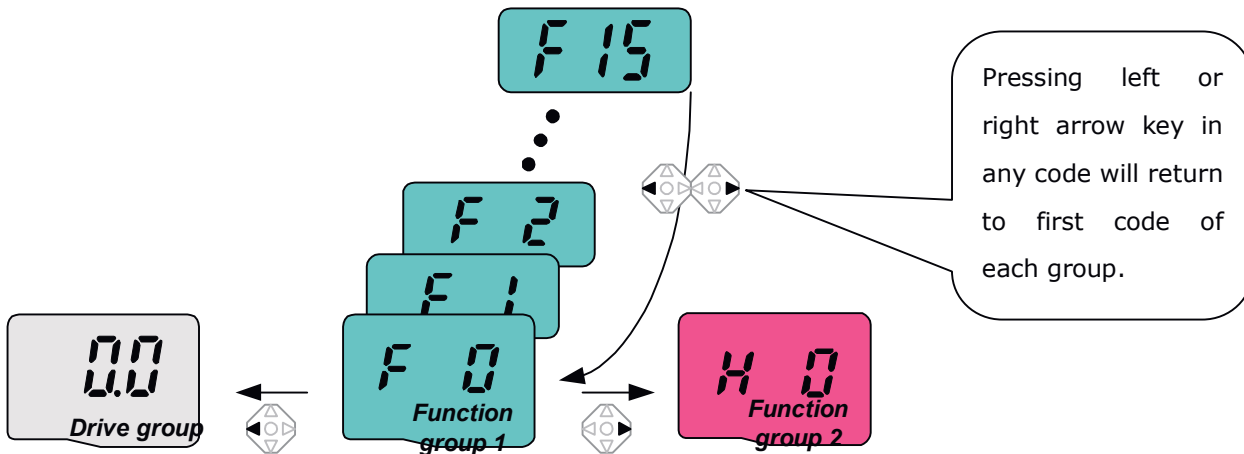 F 15
Pressing left or
right arrow key in
any code will return
to first code of
each group.
F 2
F 1
F 0
Function
group 1
0.0
Drive group
H 0
Function
group 2